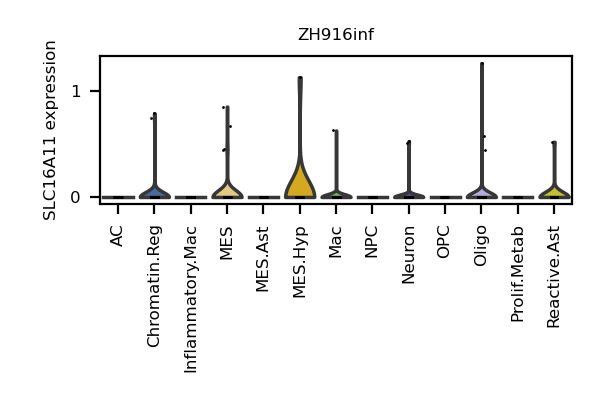 ZH916inf
SLC16A11 expression
1
0
AC
Chromatin.Reg
Inflammatory.Mac
MES
MES.Ast
MES.Hyp
Mac
NPC
Neuron
OPC
Oligo
Prolif.Metab
Reactive.Ast